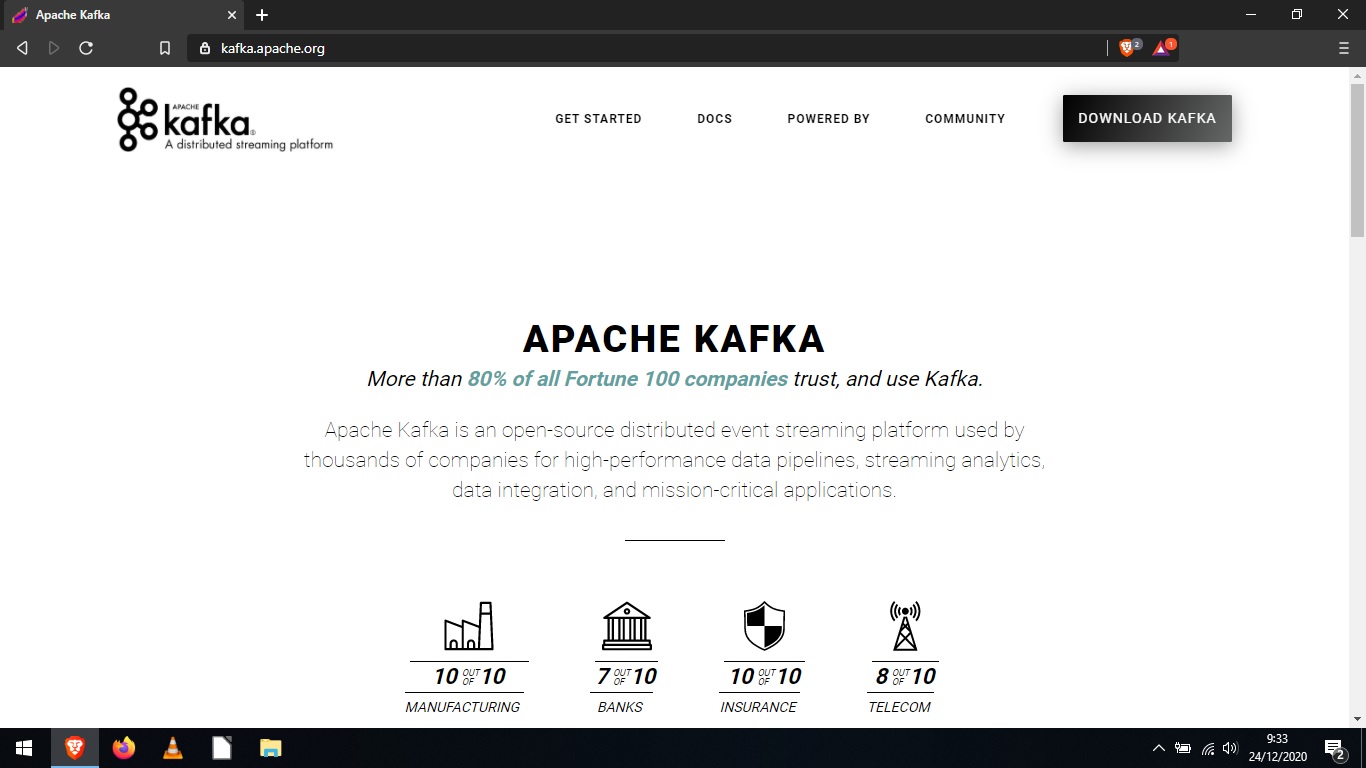 Apache Kafka
kafka.apache.org
2
1
APACHE
kafka®
A distributed streaming platform
GET STARTED
DOCS
POWERED BY
COMMUNITY
DOWNLOAD KAFKA
APACHE KAFKA
More than 80% of all Fortune 100 companies trust, and use Kafka.
Apache Kafka is an open-source distributed event streaming platform used by
thousands of companies for high-performance data pipelines, streaming analytics,
data integration, and mission-critical applications.
10 OUT OF 10
MANUFACTURING
7 OUT OF 10
BANKS
10 OUT OF 10
INSURANCE
8 OUT OF 10
TELECOM
9:33
24/12/2020
2